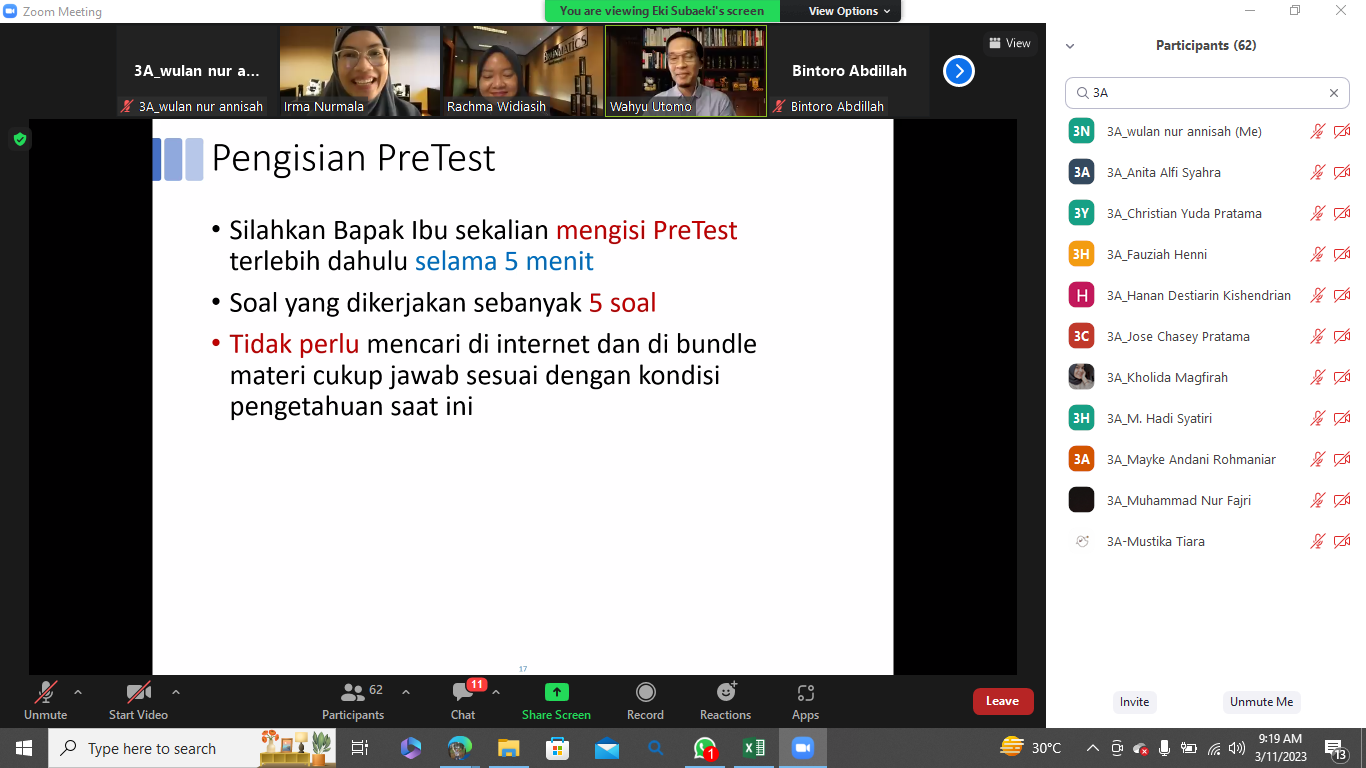 Zoom Meeting
You are viewing Eki Subaeki's screen
View Options
3A_wulan nur a...
Bintoro Abdillah
View
3A_wulan nur annisah
Irma Nurmala
Rachma Widiasih
Wahyu Utomo
Bintoro Abdillah
Pengisian PreTest
• Silahkan Bapak Ibu sekalian mengisi PreTest
terlebih dahulu selama 5 menit
• Soal yang dikerjakan sebanyak 5 soal
• Tidak perlu mencari di internet dan di bundle
materi cukup jawab sesuai dengan kondisi
pengetahuan saat ini
17
Participants (62)
3A
3N 3A_wulan nur annisah (Me)
3A 3A_Anita Alfi Syahra
3Y 3A_Christian Yuda Pratama
3H 3A_Fauziah Henni
H 3A_Hanan Destiarin Kishendrian
3C 3A_Jose Chasey Pratama
3A_Kholida Magfirah
3H 3A_M. Hadi Syatiri
3A 3A_Mayke Andani Rohmaniar
3A_Muhammad Nur Fajri
3A-Mustika Tiara
Invite
Unmute Me
Unmute
Start Video
62
Participants
11
Chat
Share Screen
Record
Reactions
Apps
Leave
Type here to search
1
30°C
9:19 AM
3/11/2023
13